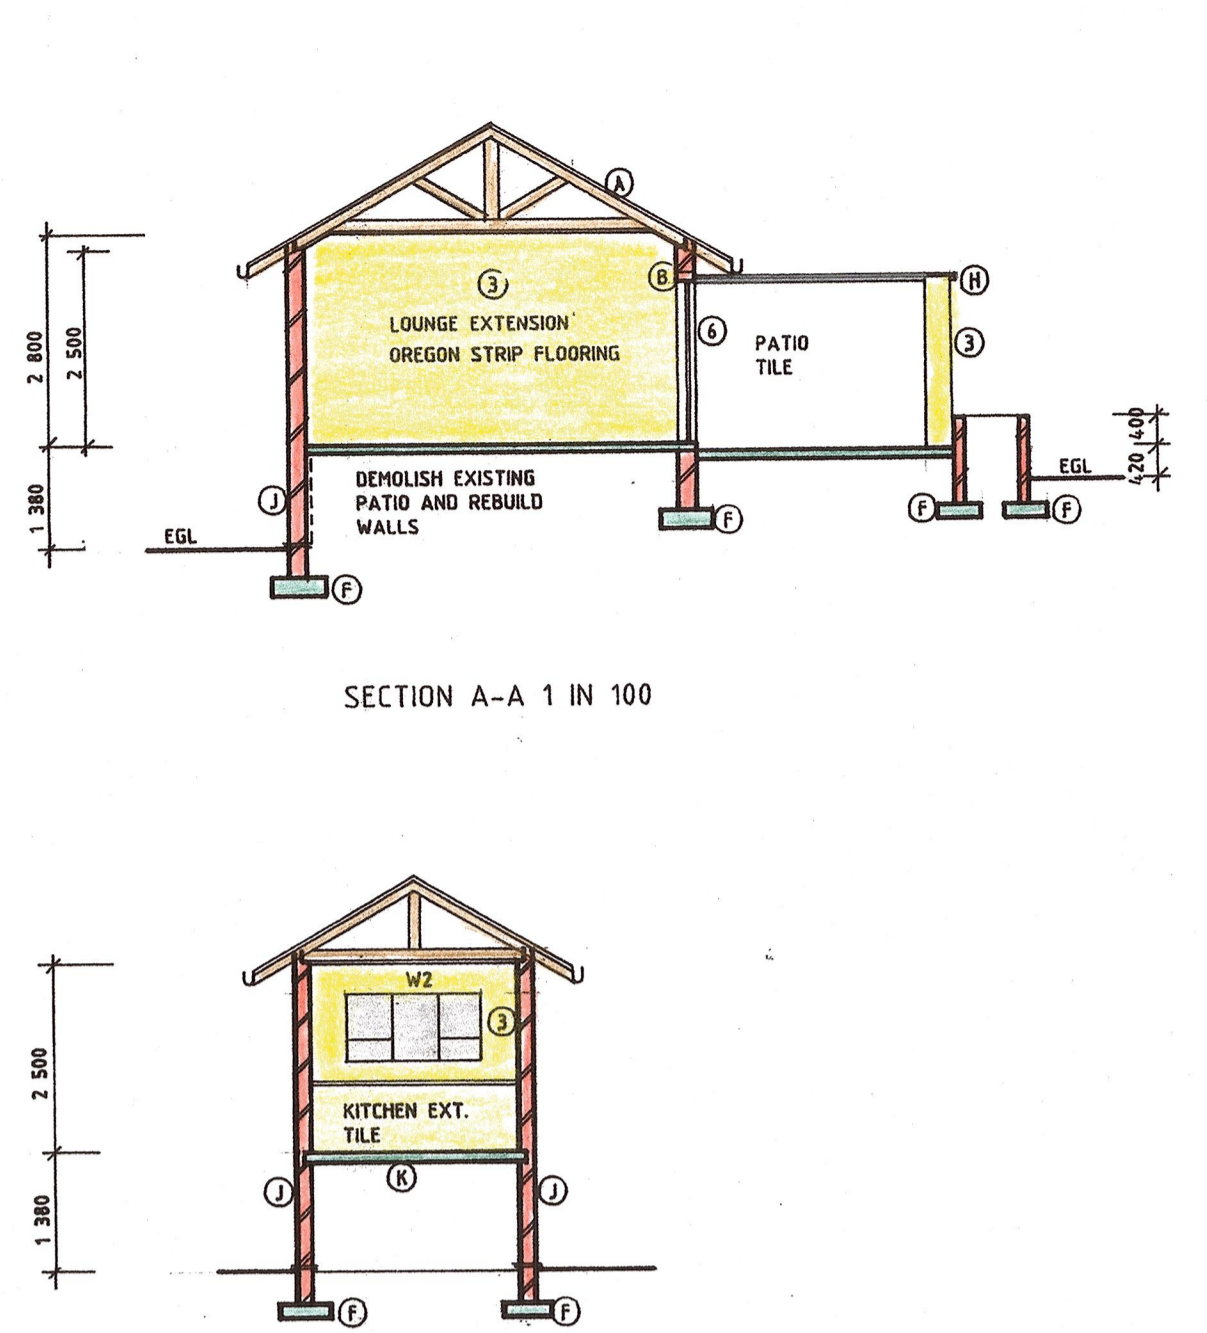 A
3
B
H
LOUNGE EXTENSION
OREGON STRIP FLOORING
6
PATIO
TILE
3
2 800
2 500
400
420
EGL
DEMOLISH EXISTING
PATIO AND REBUILD
WALLS
J
1 380
EGL
F
F
F
F
SECTION A-A 1 IN 100
W2
3
2 500
KITCHEN EXT.
TILE
K
J
J
1 380
F
F